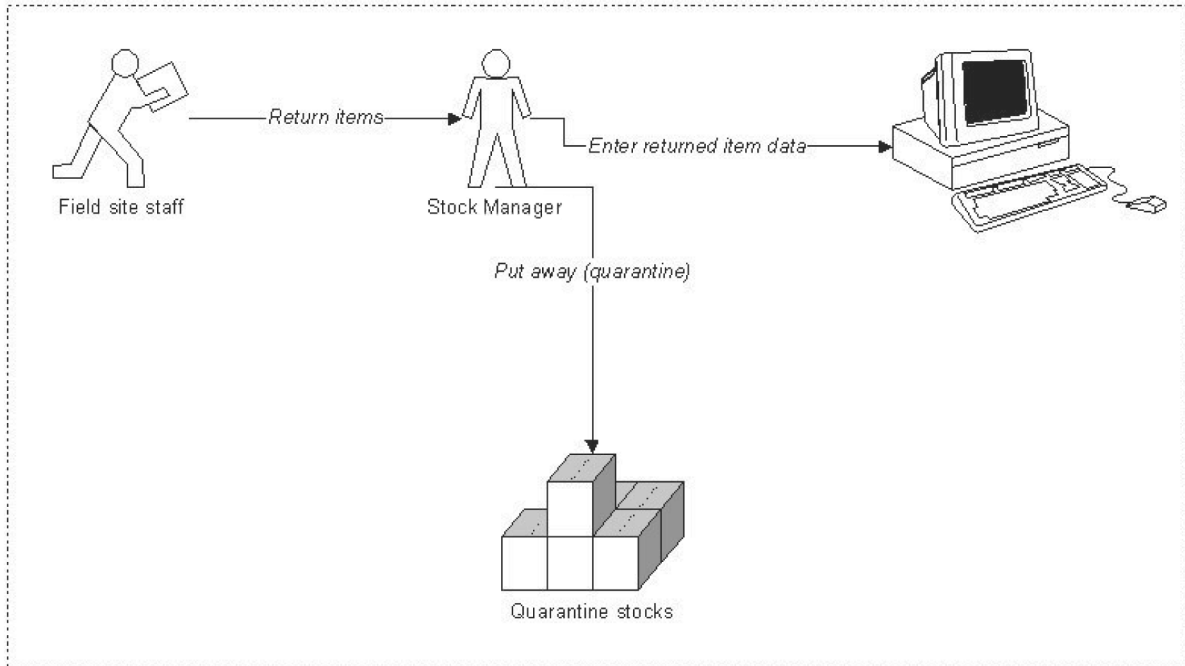 Return items
Enter returned item data
Field site staff
Stock Manager
Put away (quarantine)
Quarantine stocks